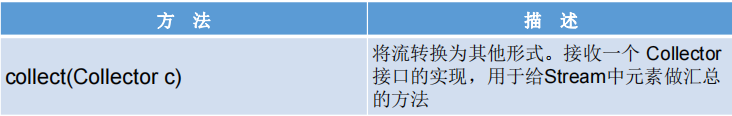 方 法
描 述
collect(Collector c)
将流转换为其他形式。接收一个 Collector
接口的实现，用于给Stream中元素做汇总
的方法